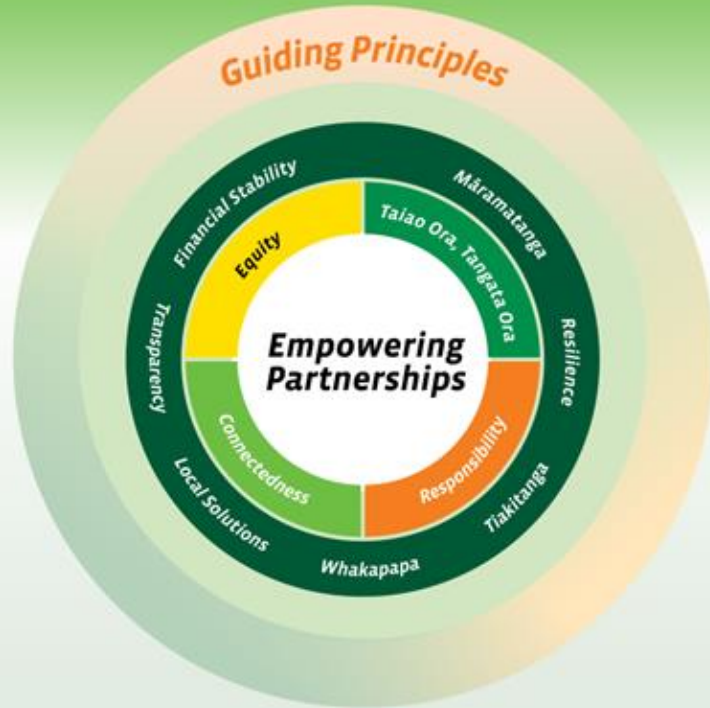 Guiding Principles
Financial Stability
Māramatanga
Resilience
Tiakitanga
Whakapapa
Local Solutions
Transparency
Equity
Taiao Ora, Tangata Ora
Responsibility
Connectedness
Empowering
Partnerships